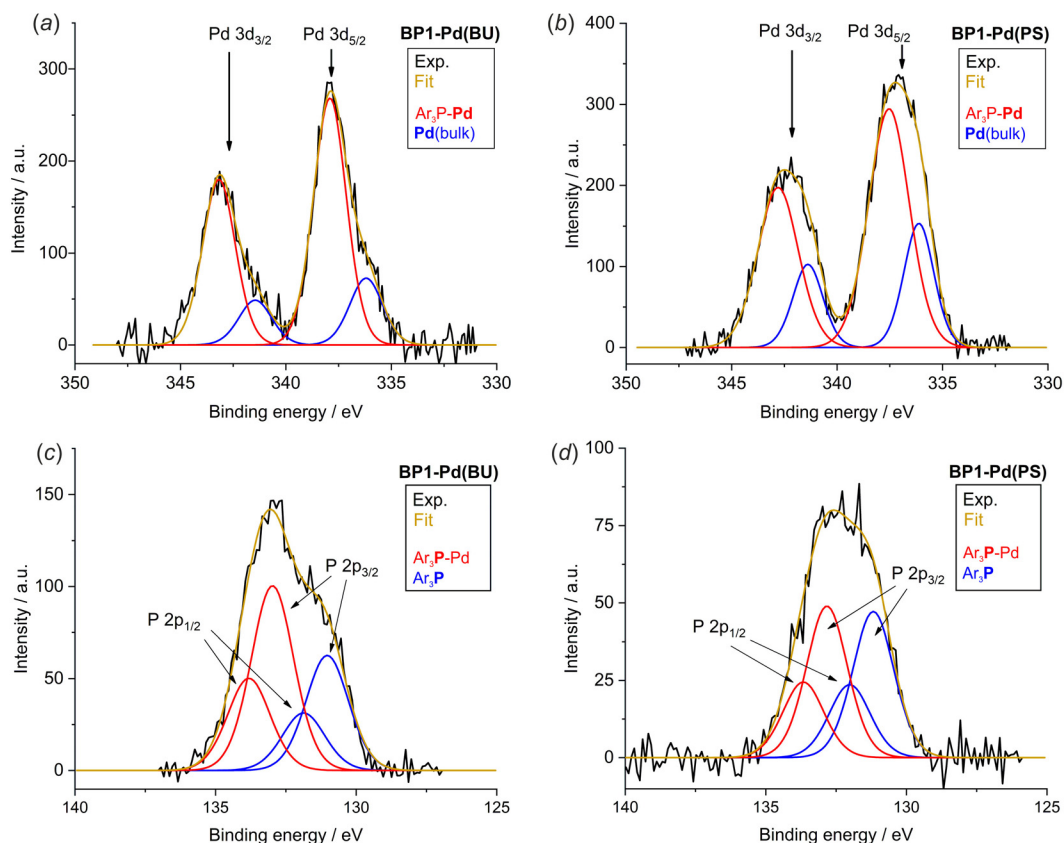 (a)
Pd 3d3/2
Pd 3d5/2
BP1-Pd(BU)
Exp.
Fit
Ar3P-Pd
Pd(bulk)
300
200
100
0
Intensity / a.u.
350 345 340 335 330
Binding energy / eV
(b)
Pd 3d3/2
Pd 3d5/2
BP1-Pd(PS)
Exp.
Fit
Ar3P-Pd
Pd(bulk)
400
300
200
100
0
Intensity / a.u.
350 345 340 335 330
Binding energy / eV
(c)
BP1-Pd(BU)
Exp.
Fit
Ar3P-Pd
Ar3P
P 2p3/2
P 2p1/2
150
100
50
0
Intensity / a.u.
140 135 130 125
Binding energy / eV
(d)
BP1-Pd(PS)
Exp.
Fit
Ar3P-Pd
Ar3P
P 2p3/2
P 2p1/2
100
75
50
25
0
Intensity / a.u.
140 135 130 125
Binding energy / eV